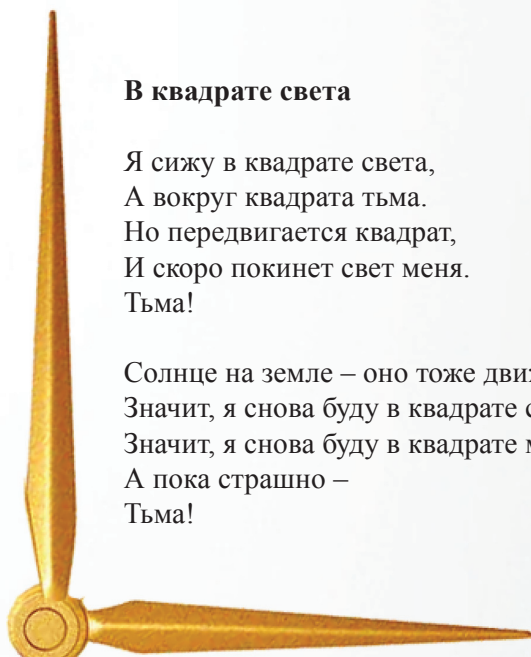 В квадрате света
Я сижу в квадрате света,
А вокруг квадрата тьма.
Но передвигается квадрат,
И скоро покинет свет меня.
Тьма!
Солнце на земле – оно тоже
Значит, я снова буду в квадрате
Значит, я снова буду в квадрате
А пока страшно –
Тьма!